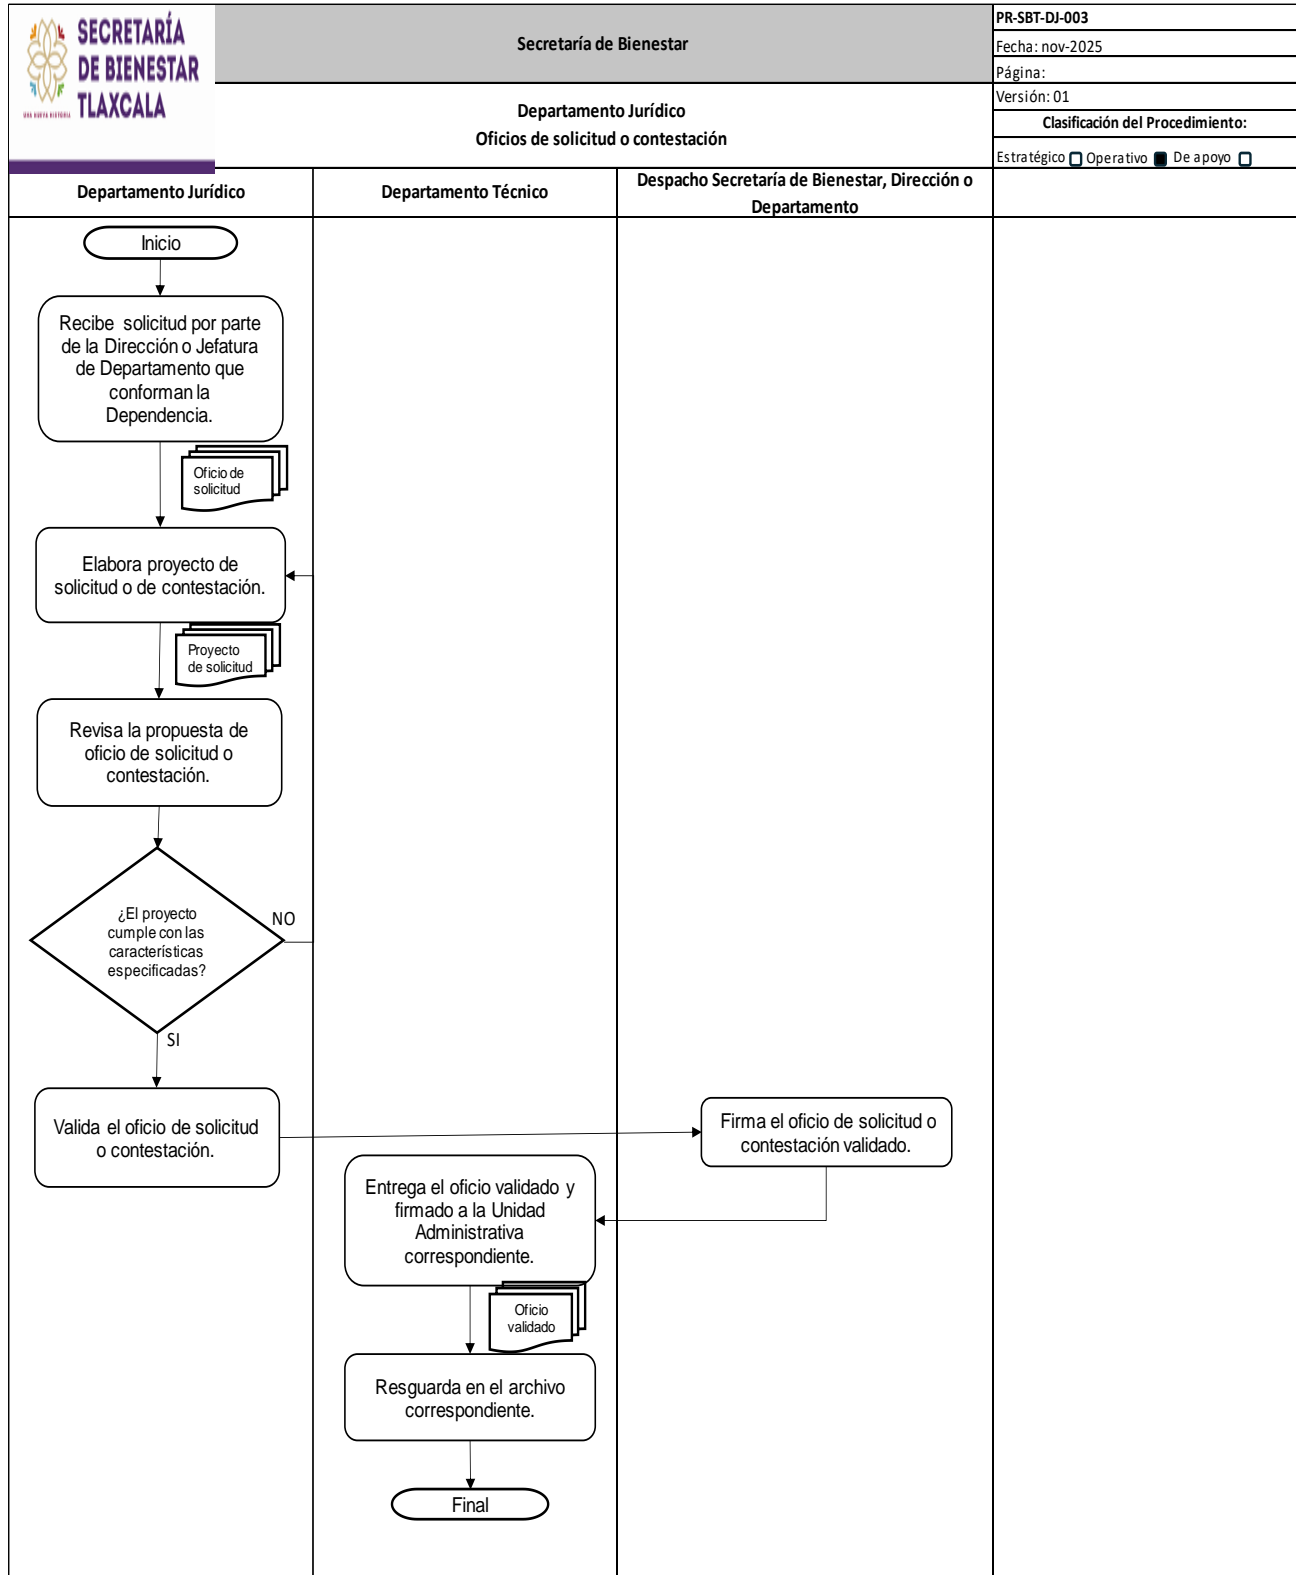 SECRETARÍA
DE BIENESTAR
TLAXCALA
UNA NUEVA HISTORIA
Secretaría de Bienestar
Departamento Jurídico
Oficios de solicitud o contestación
PR-SBT-DJ-003
Fecha: nov-2025
Página:
Versión: 01
Clasificación del Procedimiento:
Estratégico Operativo De apoyo
Departamento Jurídico
Departamento Técnico
Despacho Secretaría de Bienestar, Dirección o
Departamento
Inicio
Recibe solicitud por parte
de la Dirección o Jefatura
de Departamento que
conforman la
Dependencia.
Oficio de
solicitud
Elabora proyecto de
solicitud o de contestación.
Proyecto
de solicitud
Revisa la propuesta de
oficio de solicitud o
contestación.
¿El proyecto
cumple con las
características
especificadas?
NO
SI
Valida el oficio de solicitud
o contestación.
Firma el oficio de solicitud o
contestación validado.
Entrega el oficio validado y
firmado a la Unidad
Administrativa
correspondiente.
Oficio
validado
Resguarda en el archivo
correspondiente.
Final